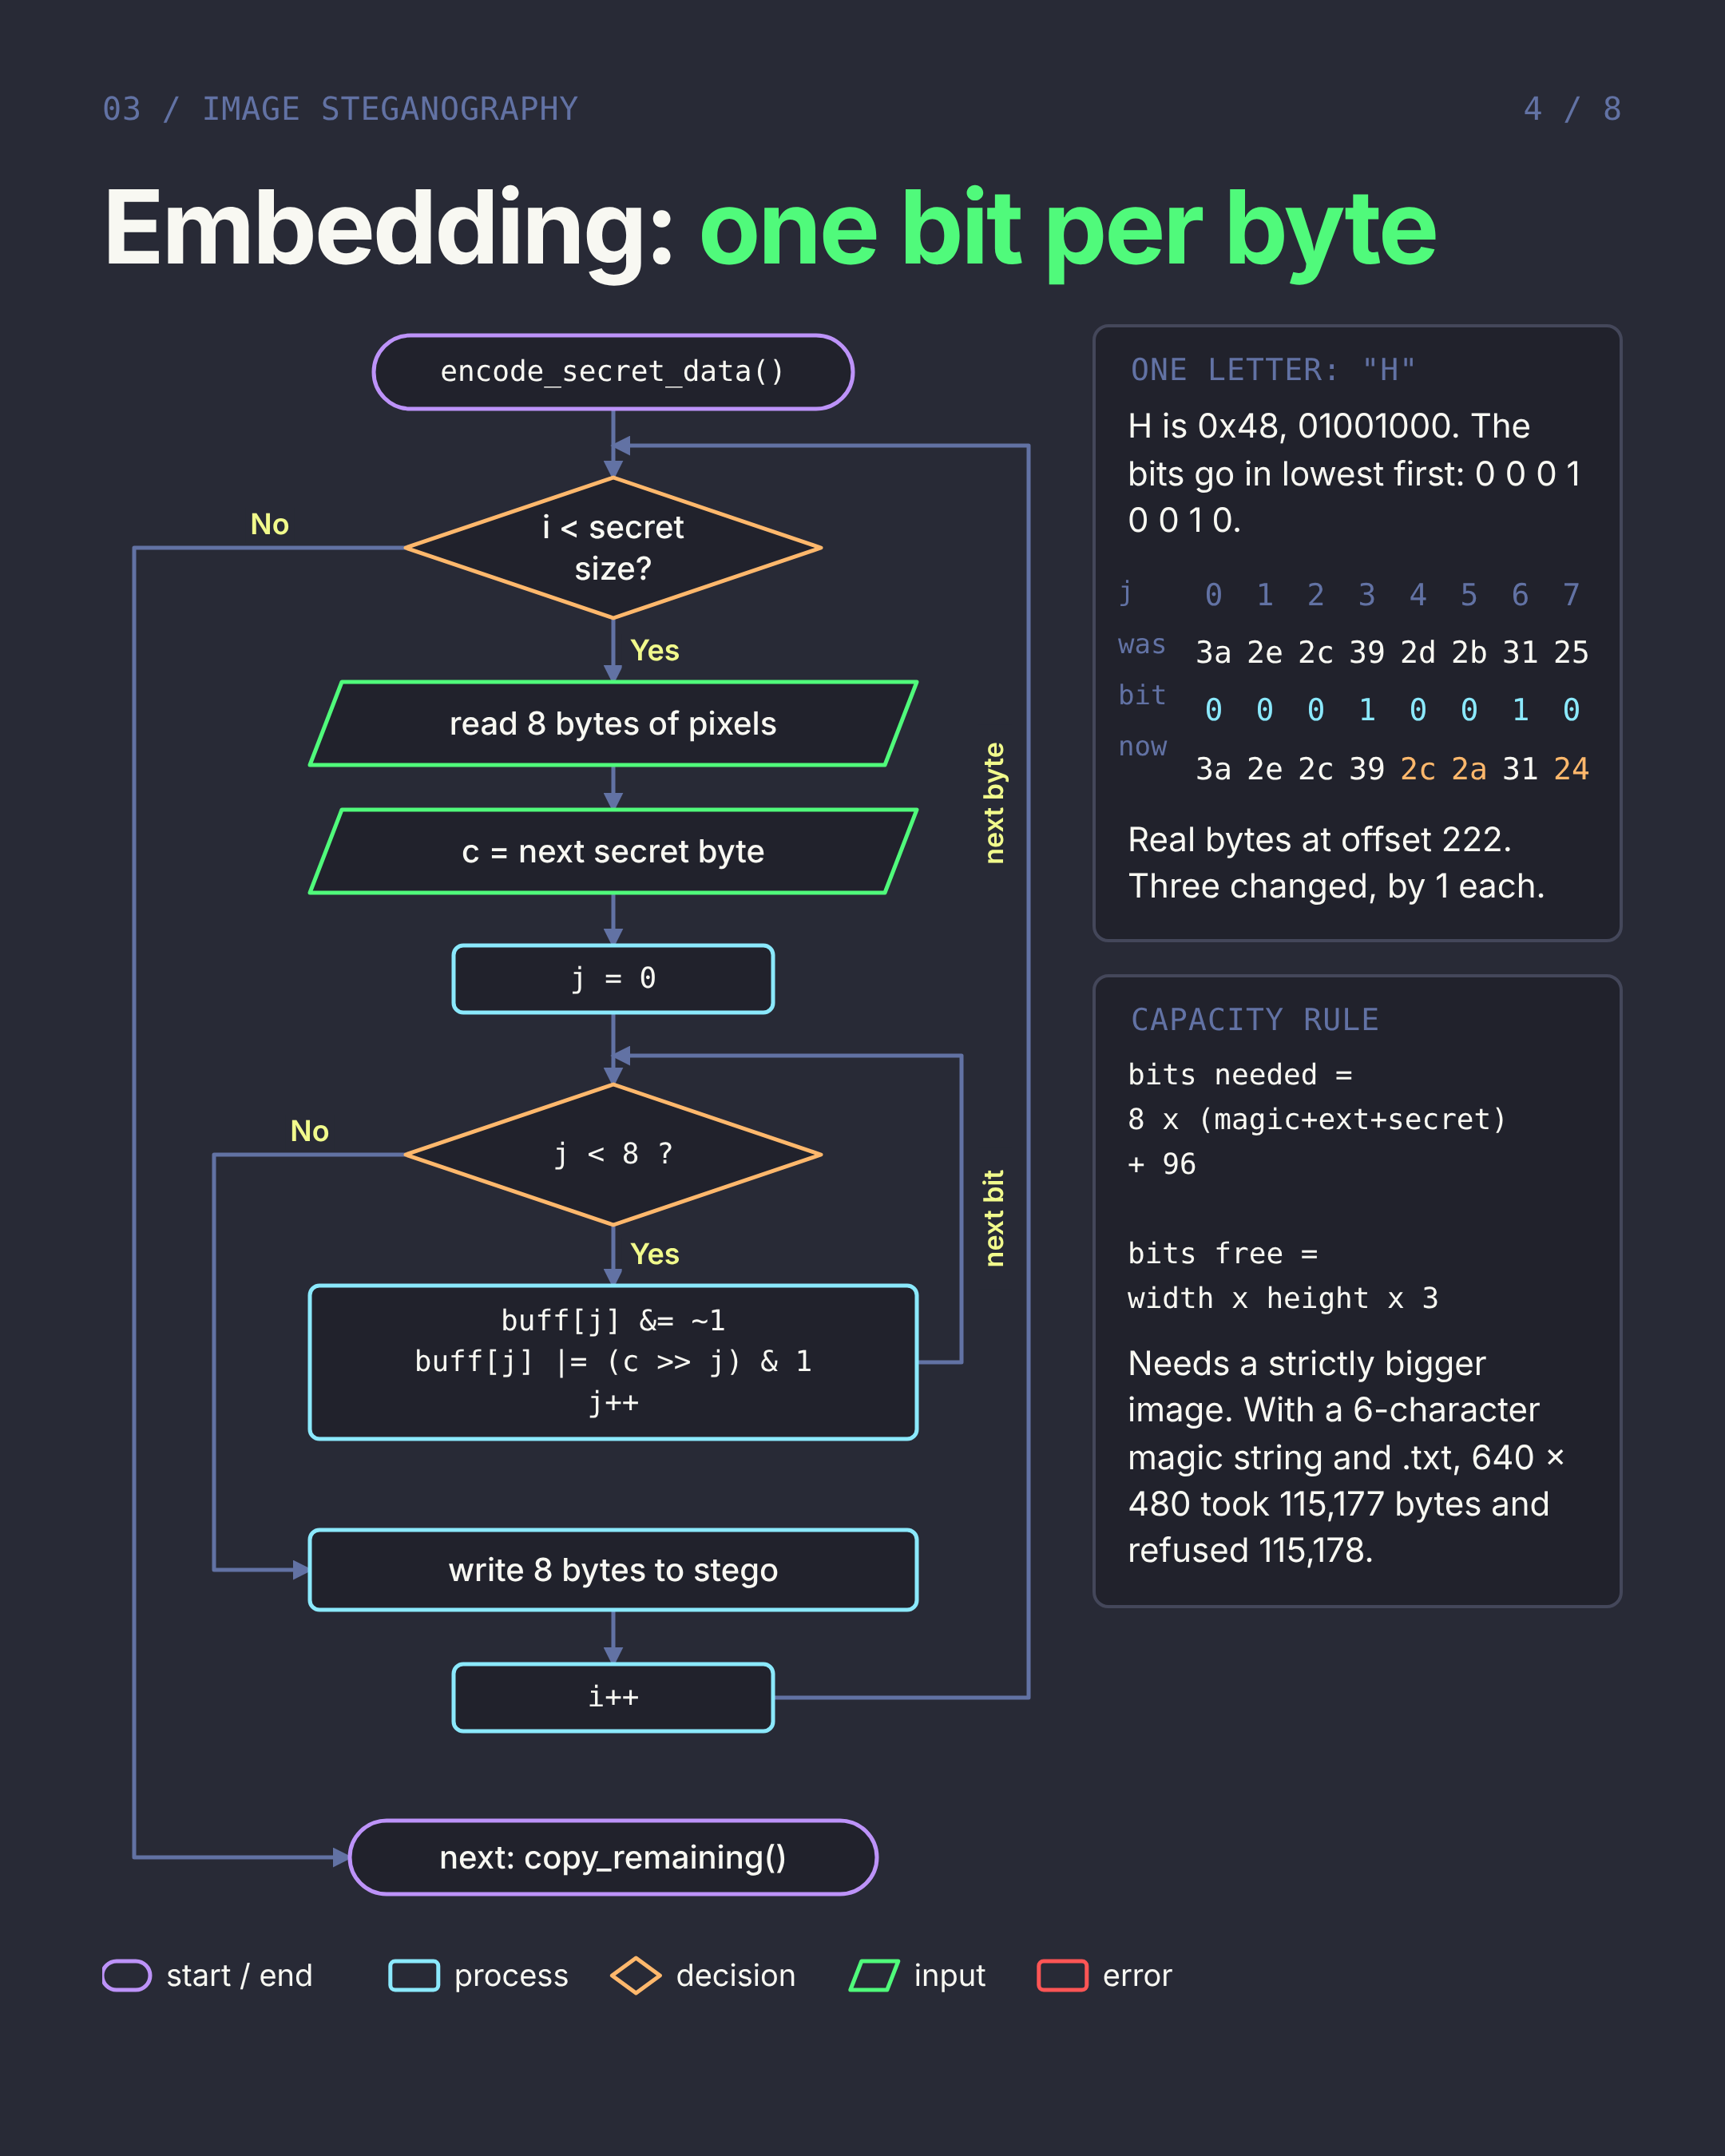 03 / IMAGE STEGANOGRAPHY
4 / 8
Embedding: one bit per byte
encode_secret_data()
i < secret
size?
No
Yes
read 8 bytes of pixels
c = next secret byte
next byte
j = 0
j < 8 ?
No
Yes
next bit
buff[j] &= ~1
buff[j] |= (c >> j) & 1
j++
write 8 bytes to stego
i++
next: copy_remaining()
ONE LETTER: "H"
H is 0x48, 01001000. The
bits go in lowest first: 0 0 0 1
0 0 1 0.
j 0 1 2 3 4 5 6 7
was 3a 2e 2c 39 2d 2b 31 25
bit 0 0 0 1 0 0 1 0
now 3a 2e 2c 39 2c 2a 31 24
Real bytes at offset 222.
Three changed, by 1 each.
CAPACITY RULE
bits needed =
8 x (magic+ext+secret)
+ 96
bits free =
width x height x 3
Needs a strictly bigger
image. With a 6-character
magic string and .txt, 640 ×
480 took 115,177 bytes and
refused 115,178.
start / end process decision input error